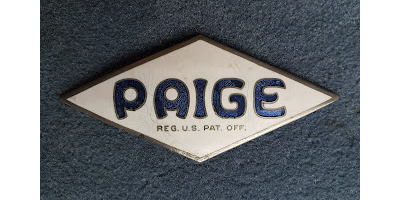 PAIGE
REG. U.S. PAT. OFF.